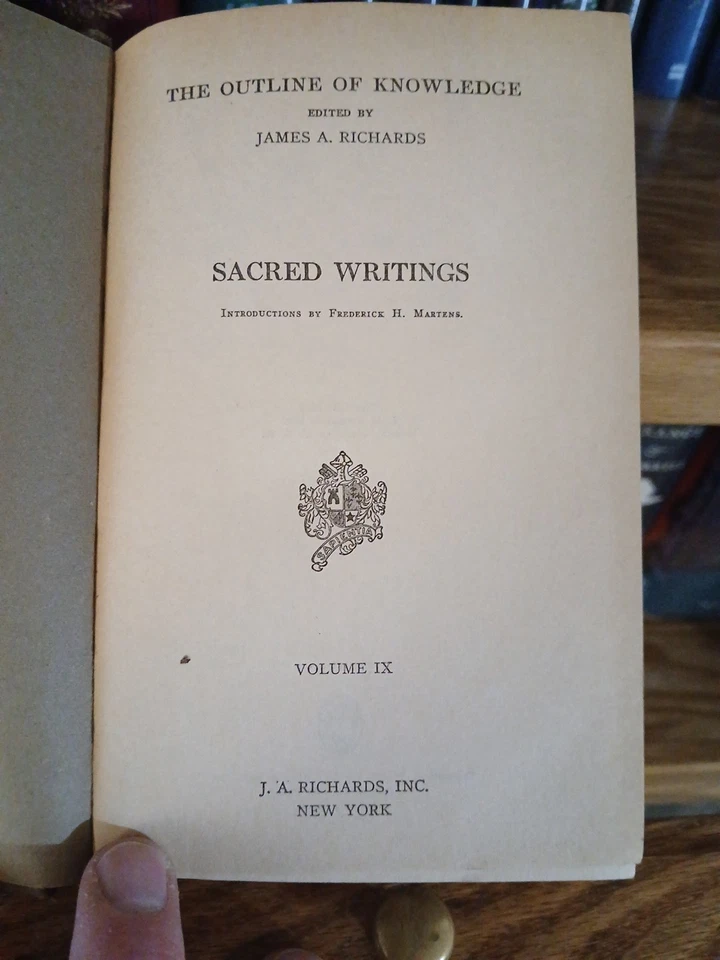 THE OUTLINE OF KNOWLEDGE
EDITED BY
JAMES A. RICHARDS
SACRED WRITINGS
INTRODUCTIONS BY FREDERICK H. MARTENS.
SAPIENTIA
VOLUME IX
J. A. RICHARDS, INC.
NEW YORK